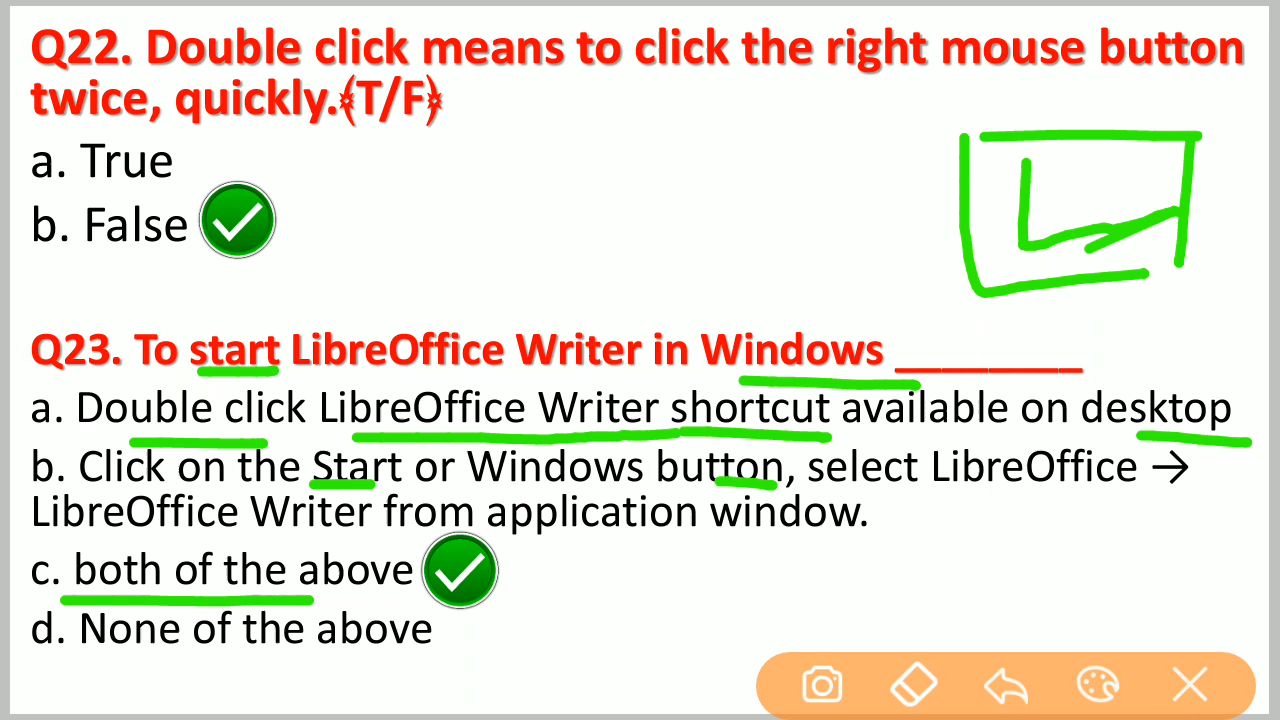 Q22. Double click means to click the right mouse button
twice, quickly.(T/F)
a. True
b. False
Q23. To start LibreOffice Writer in Windows ________
a. Double click LibreOffice Writer shortcut available on desktop
b. Click on the Start or Windows button, select LibreOffice →
LibreOffice Writer from application window.
c. both of the above
d. None of the above